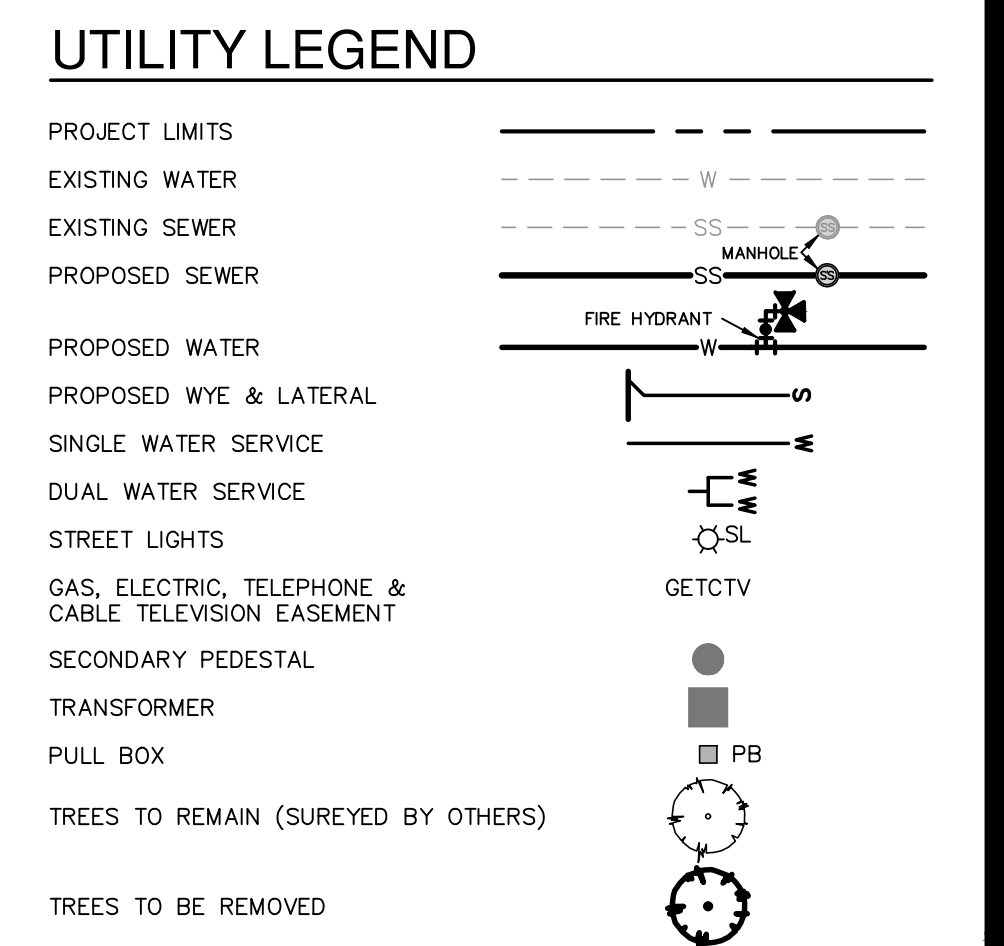 UTILITY LEGEND
PROJECT LIMITS
EXISTING WATER W
EXISTING SEWER SS SS
MANHOLE
PROPOSED SEWER SS SS
FIRE HYDRANT
PROPOSED WATER W
PROPOSED WYE & LATERAL S
SINGLE WATER SERVICE W
DUAL WATER SERVICE W W
STREET LIGHTS SL
GAS, ELECTRIC, TELEPHONE & GETCTV
CABLE TELEVISION EASEMENT
SECONDARY PEDESTAL
TRANSFORMER
PULL BOX PB
TREES TO REMAIN (SUREYED BY OTHERS)
TREES TO BE REMOVED